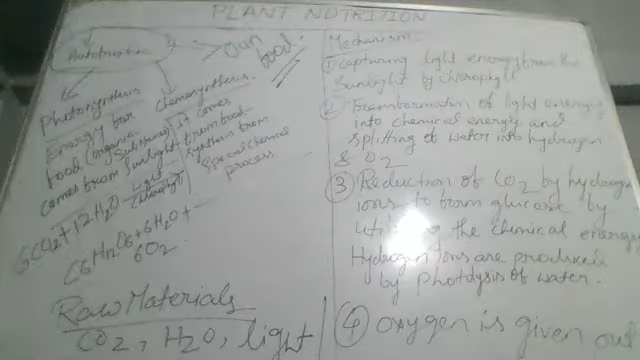 PLANT NUTRITION
Autotrophic
Own
food.
Photosynthesis
Energy for
food (organic
Substance)
comes from Sunlight
Chemosynthesis.
It comes
from food
synthesis from
Special chemical
process
6CO2 + 12H2O
Light
C6H12O6 + 6H2O +
6O2.
Raw Materials
CO2, H2O, light
Mechanism:
① Capturing light energy from the
Sunlight by chlorophyll
② Transformation of light energy
into chemical energy and
splitting of water into hydrogen
& O2
③ Reduction of CO2 by hydrogen
ions to form glucose by
utilizing the chemical energy
Hydrogen ions are produced
by photolysis of water.
④ oxygen is given out